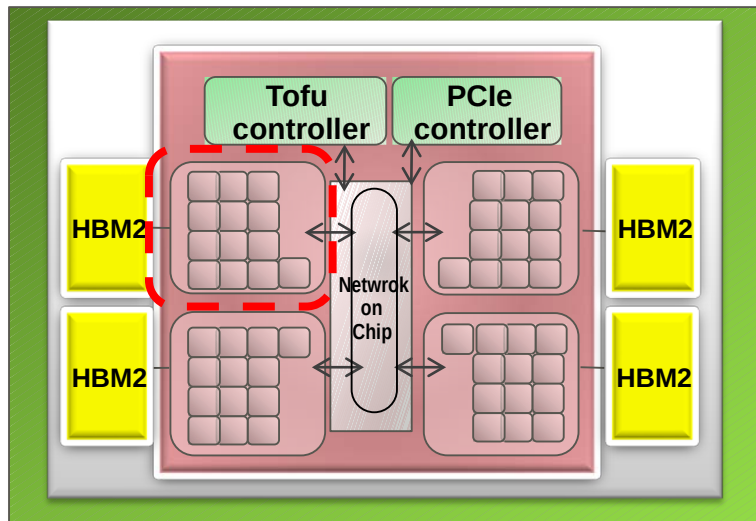 Tofu
controller
PCIe
controller
HBM2
HBM2
Netwrok
on
Chip
HBM2
HBM2